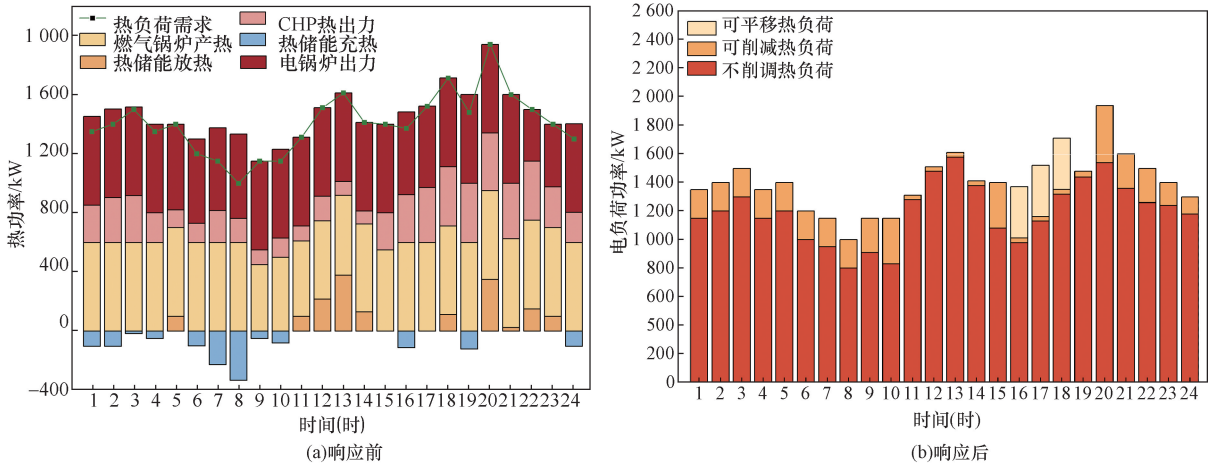 热负荷需求
CHP热出力
燃气锅炉产热
热储能充热
热储能放热
电锅炉出力
热功率/kW
1 000
1 600
1 200
800
400
0
−400
1 2 3 4 5 6 7 8 9 10 11 12 13 14 15 16 17 18 19 20 21 22 23 24
时间(时)
(a)响应前
可平移热负荷
可削减热负荷
不削调热负荷
电负荷功率/kW
2 600
2 400
2 200
2 000
1 800
1 600
1 400
1 200
1000
800
600
400
200
0
1 2 3 4 5 6 7 8 9 10 11 12 13 14 15 16 17 18 19 20 21 22 23 24
时间(时)
(b)响应后